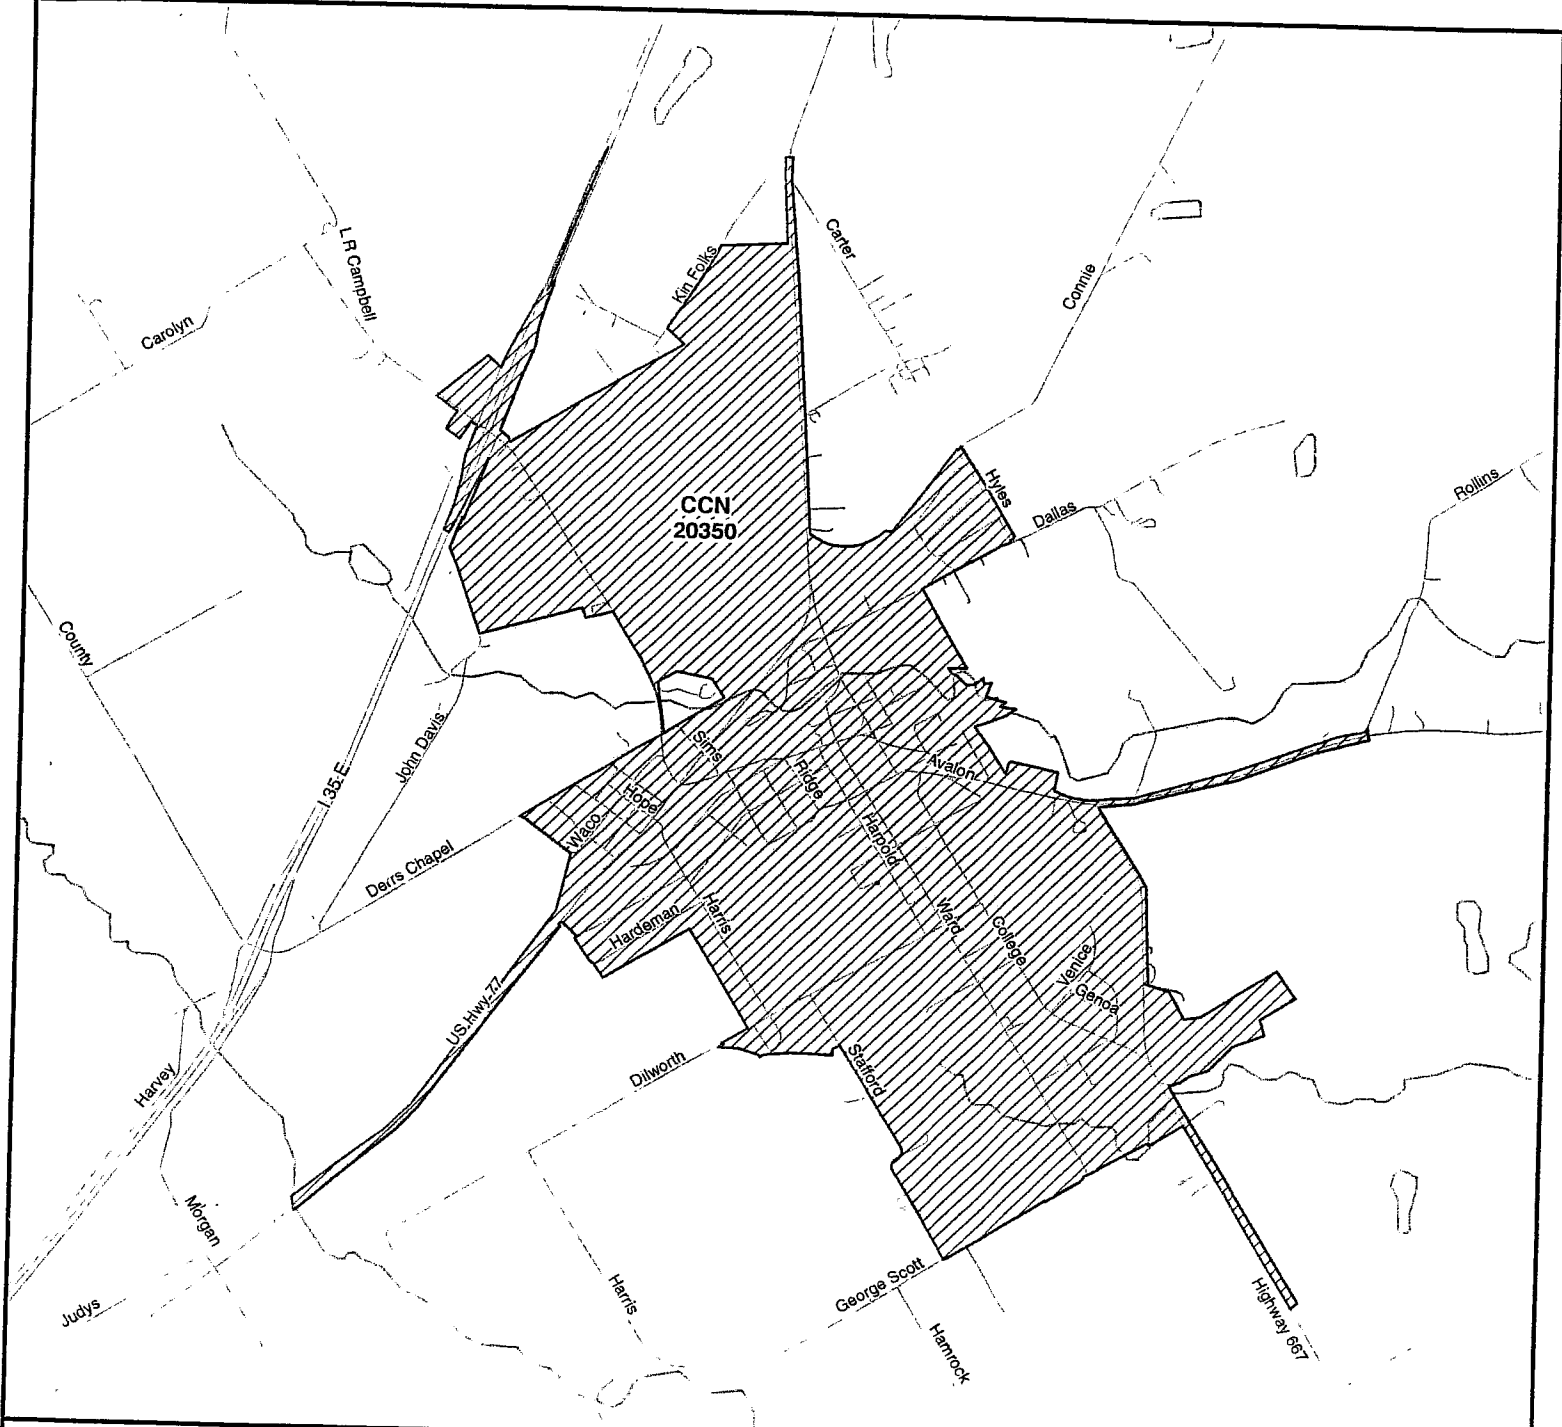 L R Campbell
Carter
Kin Folks
Connie
Carolyn
CCN
20350
Hyles
Dallas
Rollins
County
John Davis
I 35 E
Sims
Ridge
Avalon
Hope
Waco
Harpold
Derrs Chapel
Harris
Hardeman
Ward
College
Venice
Genoa
US Hwy 77
Dilworth
Stafford
Harvey
Morgan
Judys
Harris
George Scott
Hamrock
Highway 667